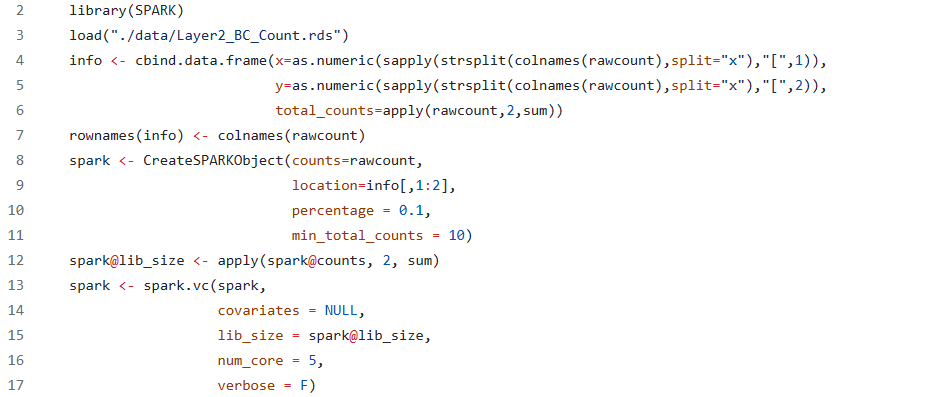 2 library(SPARK)
3 load("./data/Layer2_BC_Count.rds")
4 info <- cbind.data.frame(x=as.numeric(sapply(strsplit(colnames(rawcount),split="x"),"[",1)),
5 y=as.numeric(sapply(strsplit(colnames(rawcount),split="x"),"[",2)),
6 total_counts=apply(rawcount,2,sum))
7 rownames(info) <- colnames(rawcount)
8 spark <- CreateSPARKObject(counts=rawcount,
9 location=info[,1:2],
10 percentage = 0.1,
11 min_total_counts = 10)
12 spark@lib_size <- apply(spark@counts, 2, sum)
13 spark <- spark.vc(spark,
14 covariates = NULL,
15 lib_size = spark@lib_size,
16 num_core = 5,
17 verbose = F)